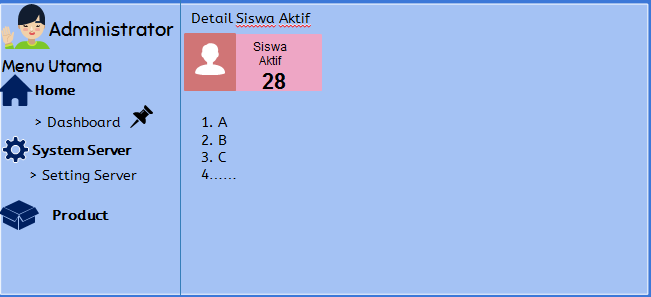 Administrator
Menu Utama
Home
> Dashboard
System Server
> Setting Server
Product
Detail Siswa Aktif
Siswa
Aktif
28
1. A
2. B
3. C
4......